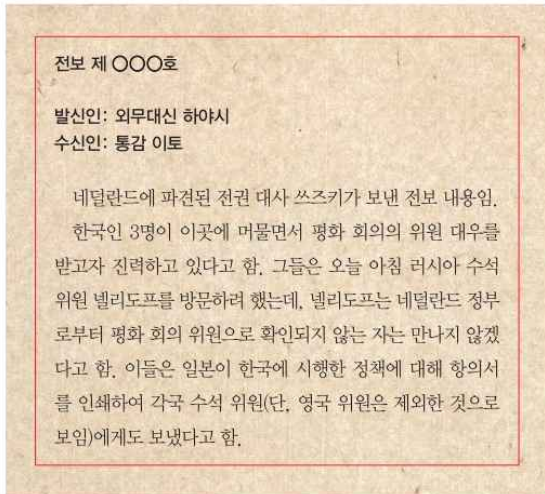 전보 제 ○○○호
발신인: 외무대신 하야시
수신인: 통감 이토
네덜란드에 파견된 전권 대사 쓰즈키가 보낸 전보 내용임.
한국인 3명이 이곳에 머물면서 평화 회의의 위원 대우를
받고자 진력하고 있다고 함. 그들은 오늘 아침 러시아 수석
위원 넬리도프를 방문하려 했는데, 넬리도프는 네덜란드 정부
로부터 평화 회의 위원으로 확인되지 않는 자는 만나지 않겠
다고 함. 이들은 일본이 한국에 시행한 정책에 대해 항의서
를 인쇄하여 각국 수석 위원(단, 영국 위원은 제외한 것으로
보임)에게도 보냈다고 함.